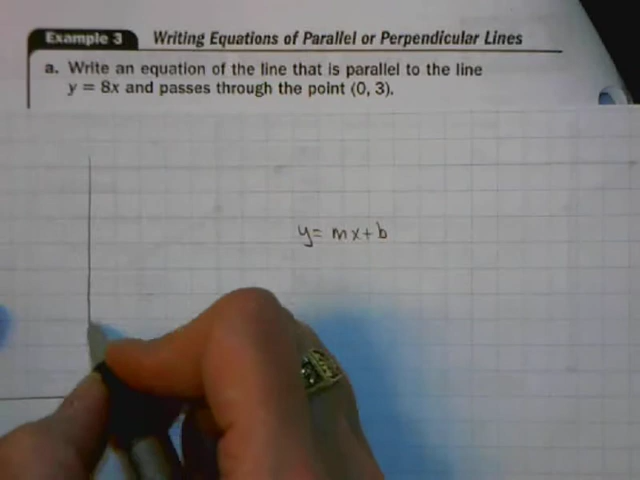 Example 3 Writing Equations of Parallel or Perpendicular Lines
a. Write an equation of the line that is parallel to the line
y = 8x and passes through the point (0, 3).
y = mx + b